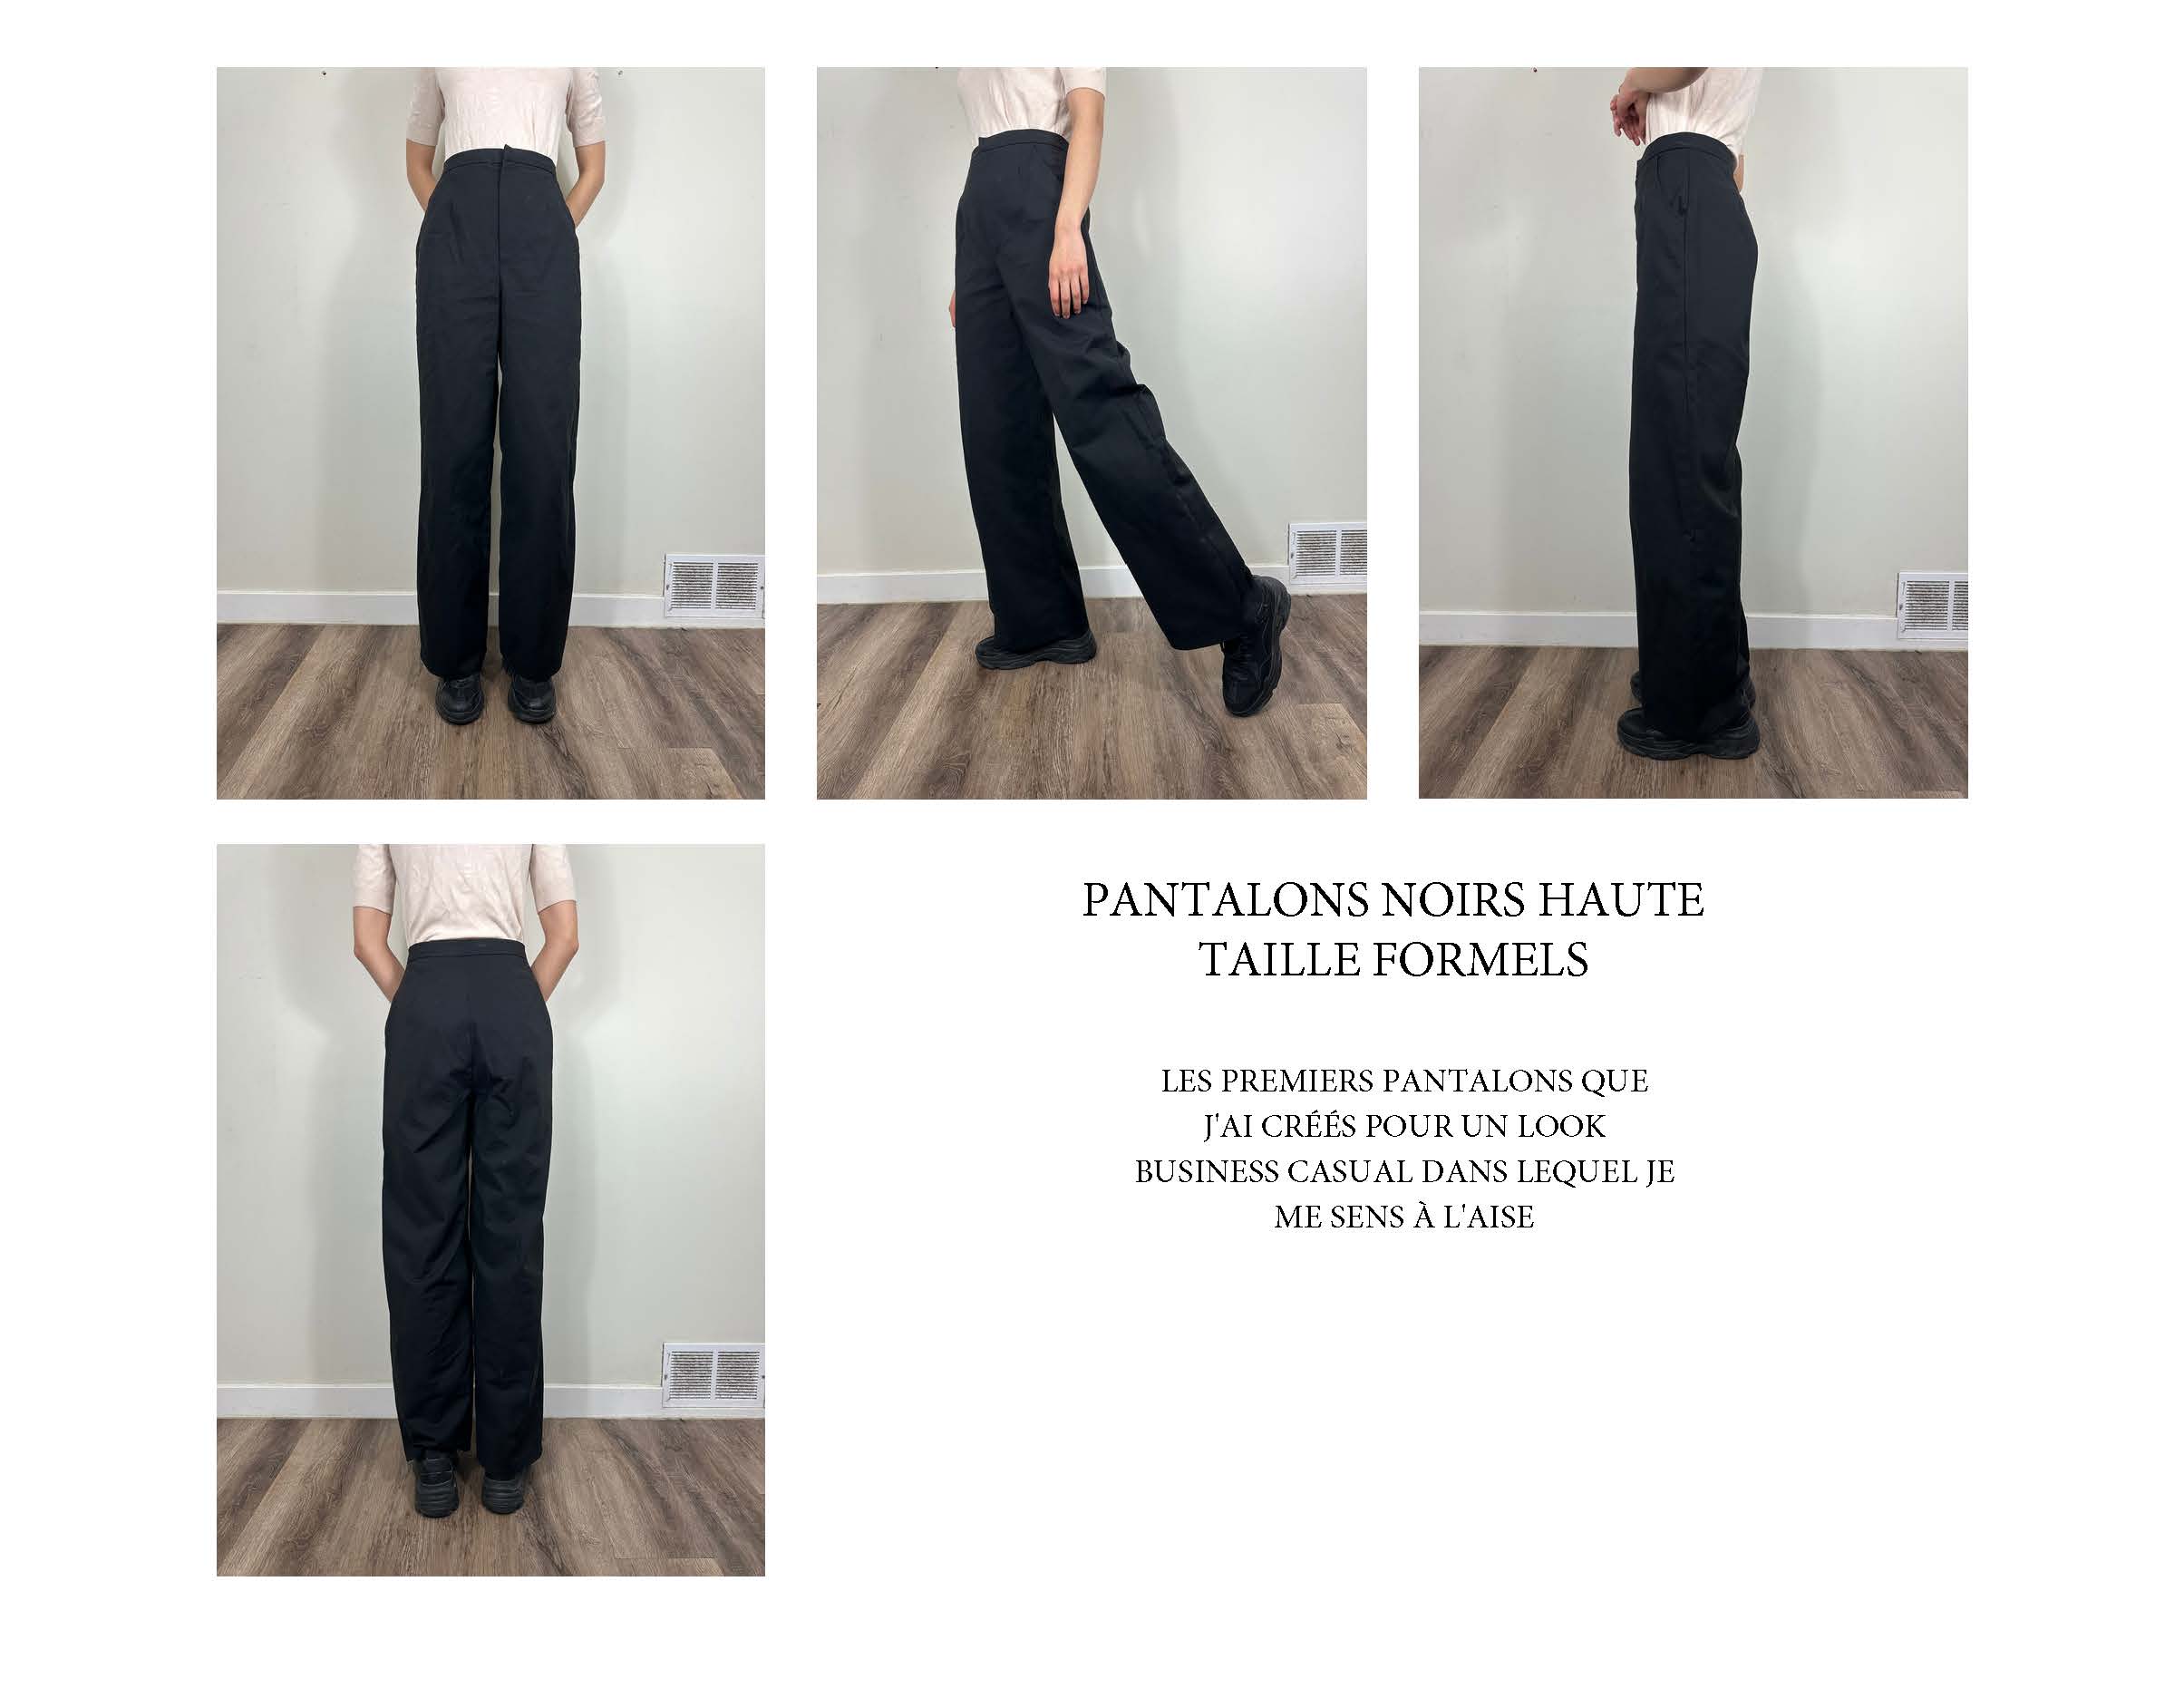 PANTALONS NOIRS HAUTE
TAILLE FORMELS
LES PREMIERS PANTALONS QUE
J'AI CRÉÉS POUR UN LOOK
BUSINESS CASUAL DANS LEQUEL JE
ME SENS À L'AISE